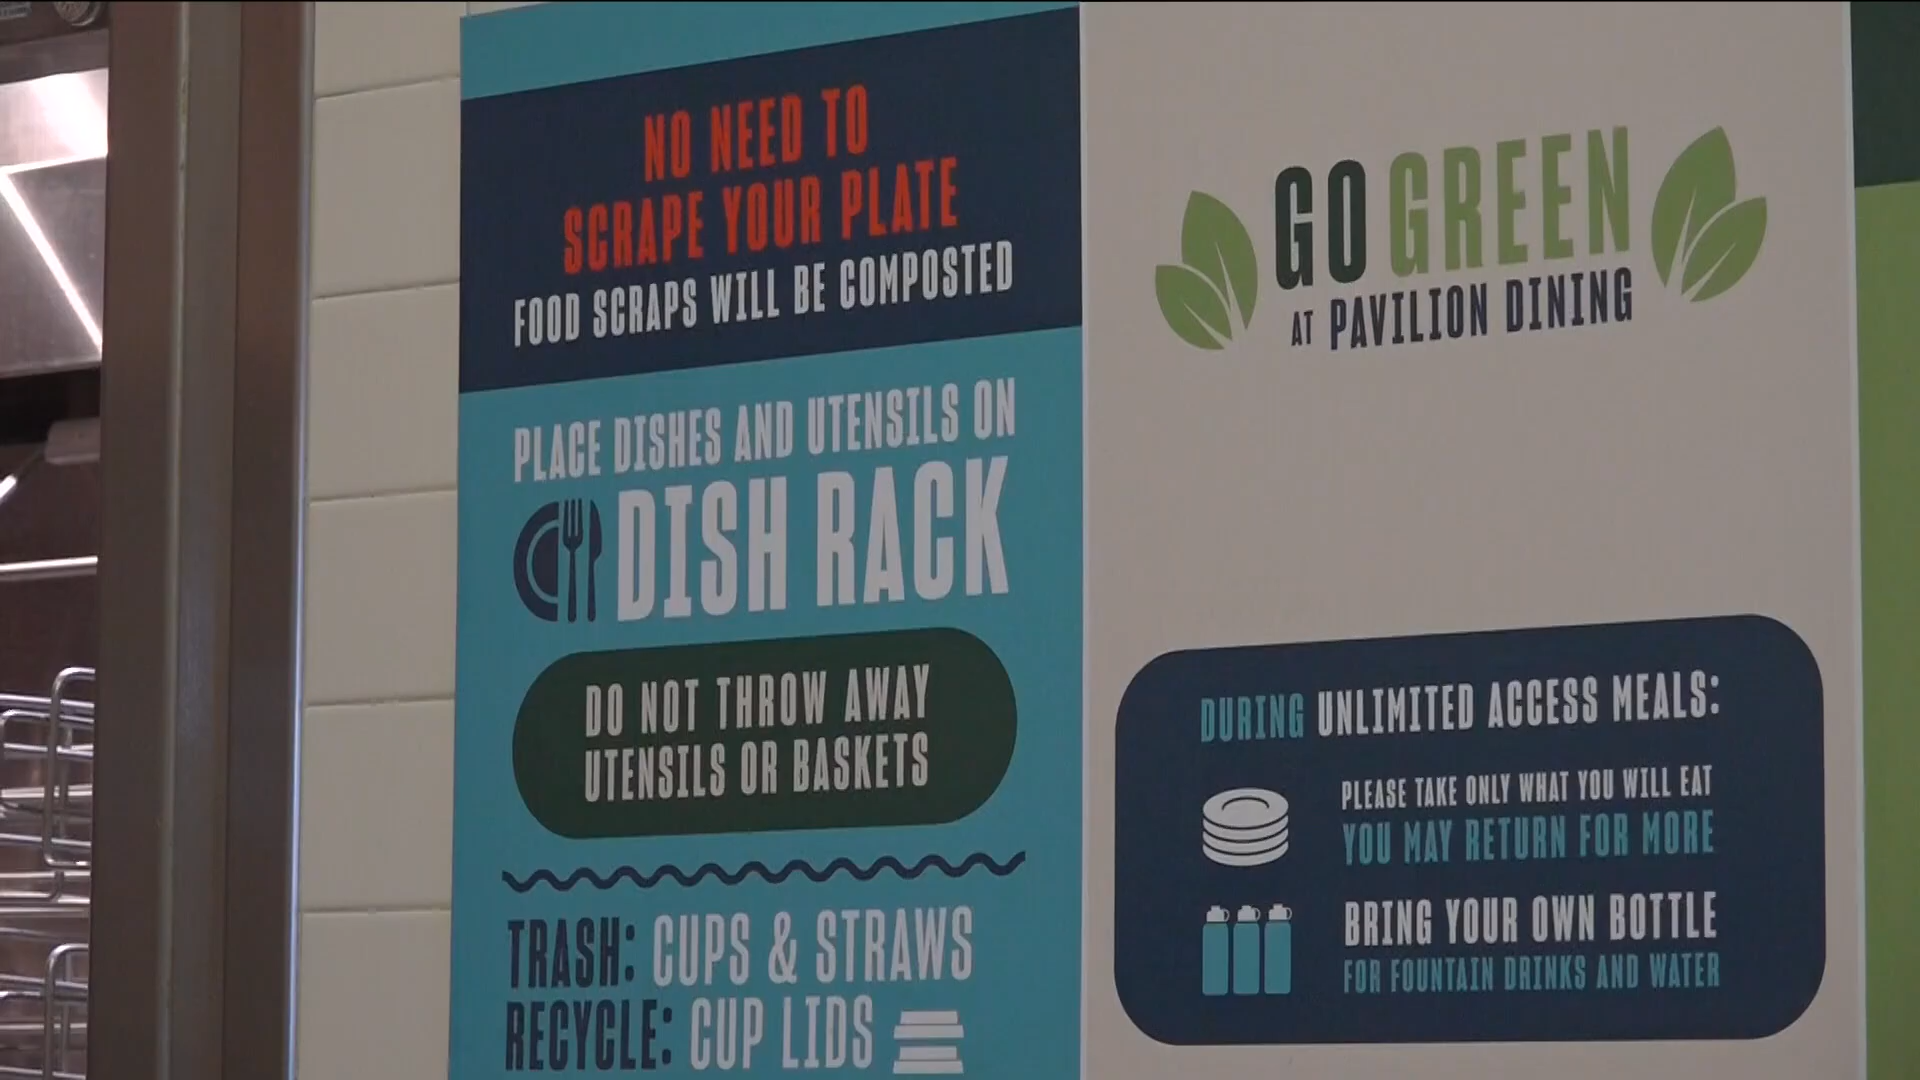 NO NEED TO
SCRAPE YOUR PLATE
FOOD SCRAPS WILL BE COMPOSTED
PLACE DISHES AND UTENSILS ON
DISH RACK
DO NOT THROW AWAY
UTENSILS OR BASKETS
TRASH: CUPS & STRAWS
RECYCLE: CUP LIDS
GO GREEN
AT PAVILION DINING
DURING UNLIMITED ACCESS MEALS:
PLEASE TAKE ONLY WHAT YOU WILL EAT
YOU MAY RETURN FOR MORE
BRING YOUR OWN BOTTLE
FOR FOUNTAIN DRINKS AND WATER